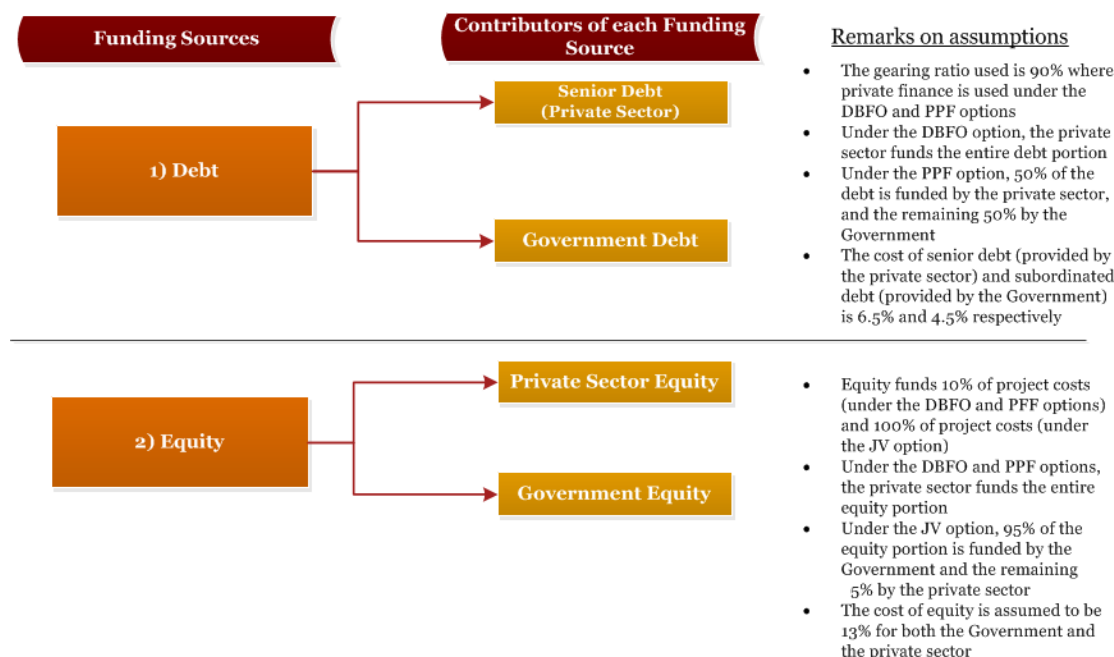 Funding Sources
Contributors of each Funding
Source
Remarks on assumptions
1) Debt
Senior Debt
(Private Sector)
Government Debt
• The gearing ratio used is 90% where
private finance is used under the
DBFO and PPF options
• Under the DBFO option, the private
sector funds the entire debt portion
• Under the PPF option, 50% of the
debt is funded by the private sector,
and the remaining 50% by the
Government
• The cost of senior debt (provided by
the private sector) and subordinated
debt (provided by the Government)
is 6.5% and 4.5% respectively
2) Equity
Private Sector Equity
Government Equity
• Equity funds 10% of project costs
(under the DBFO and PFF options)
and 100% of project costs (under
the JV option)
• Under the DBFO and PPF options,
the private sector funds the entire
equity portion
• Under the JV option, 95% of the
equity portion is funded by the
Government and the remaining
5% by the private sector
• The cost of equity is assumed to be
13% for both the Government and
the private sector